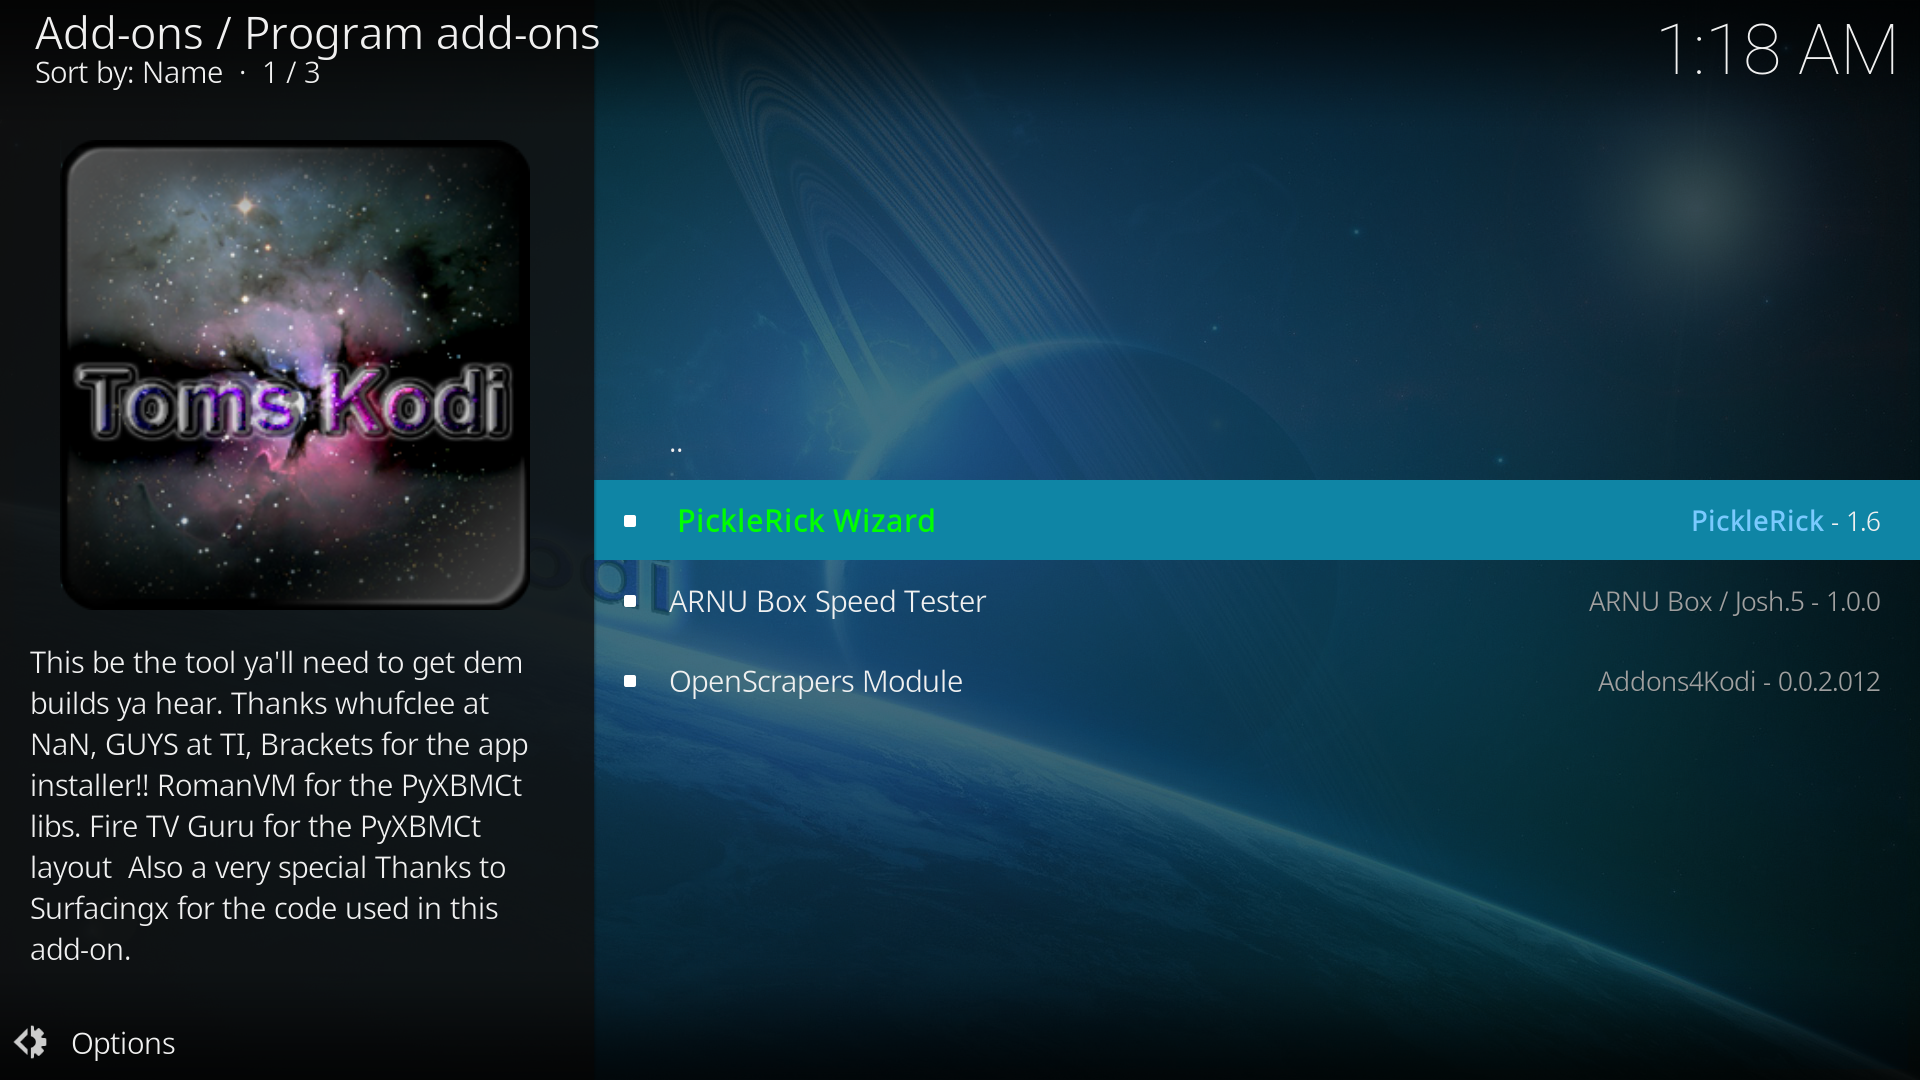 Add-ons / Program add-ons
Sort by: Name · 1 / 3
1:18 AM
Toms Kodi
..
PickleRick Wizard PickleRick - 1.6
ARNU Box Speed Tester ARNU Box / Josh.5 - 1.0.0
OpenScrapers Module Addons4Kodi - 0.0.2.012
odi
This be the tool ya'll need to get dem
builds ya hear. Thanks whufclee at
NaN, GUYS at TI, Brackets for the app
installer!! RomanVM for the PyXBMCt
libs. Fire TV Guru for the PyXBMCt
layout  Also a very special Thanks to
Surfacingx for the code used in this
add-on.
Options